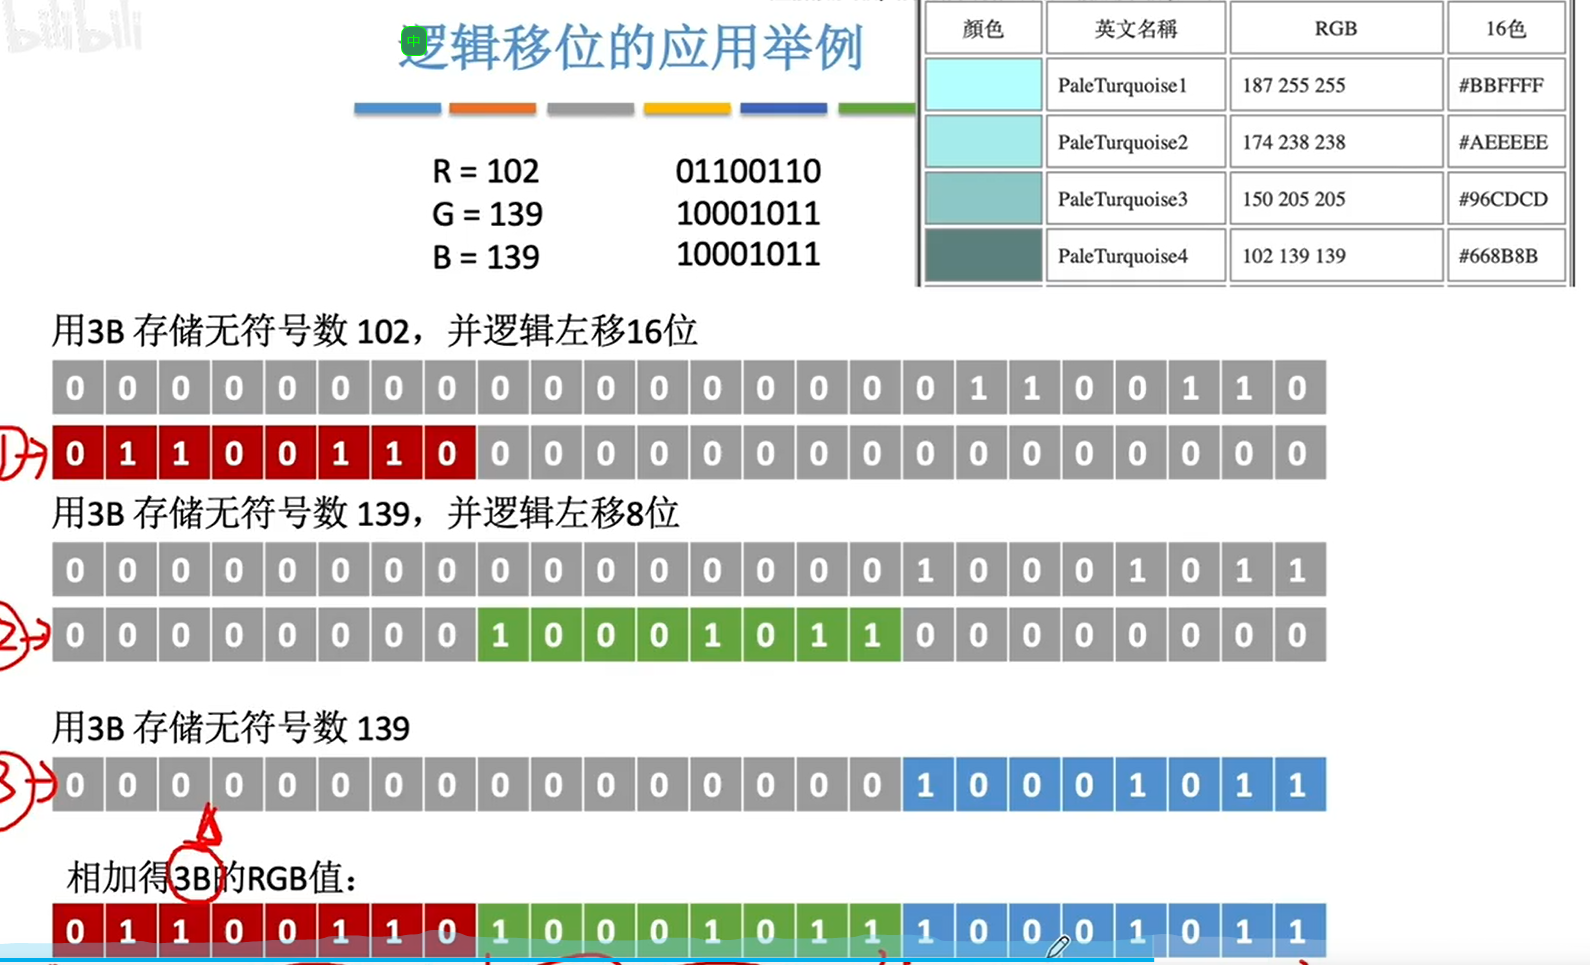 bilibili
中
逻辑移位的应用举例
顏色 英文名稱 RGB 16色
PaleTurquoise1 187 255 255 #BBFFFF
PaleTurquoise2 174 238 238 #AEEEEE
PaleTurquoise3 150 205 205 #96CDCD
PaleTurquoise4 102 139 139 #668B8B
R = 102 01100110
G = 139 10001011
B = 139 10001011
用3B 存储无符号数 102，并逻辑左移16位
0 0 0 0 0 0 0 0 0 0 0 0 0 0 0 0 0 1 1 0 0 1 1 0
1 0 1 1 0 0 1 1 0 0 0 0 0 0 0 0 0 0 0 0 0 0 0 0 0
用3B 存储无符号数 139，并逻辑左移8位
0 0 0 0 0 0 0 0 0 0 0 0 0 0 0 0 1 0 0 0 1 0 1 1
2 0 0 0 0 0 0 0 0 1 0 0 0 1 0 1 1 0 0 0 0 0 0 0 0
用3B 存储无符号数 139
3 0 0 0 0 0 0 0 0 0 0 0 0 0 0 0 0 1 0 0 0 1 0 1 1
相加得3B的RGB值：
0 1 1 0 0 1 1 0 1 0 0 0 1 0 1 1 1 0 0 0 1 0 1 1